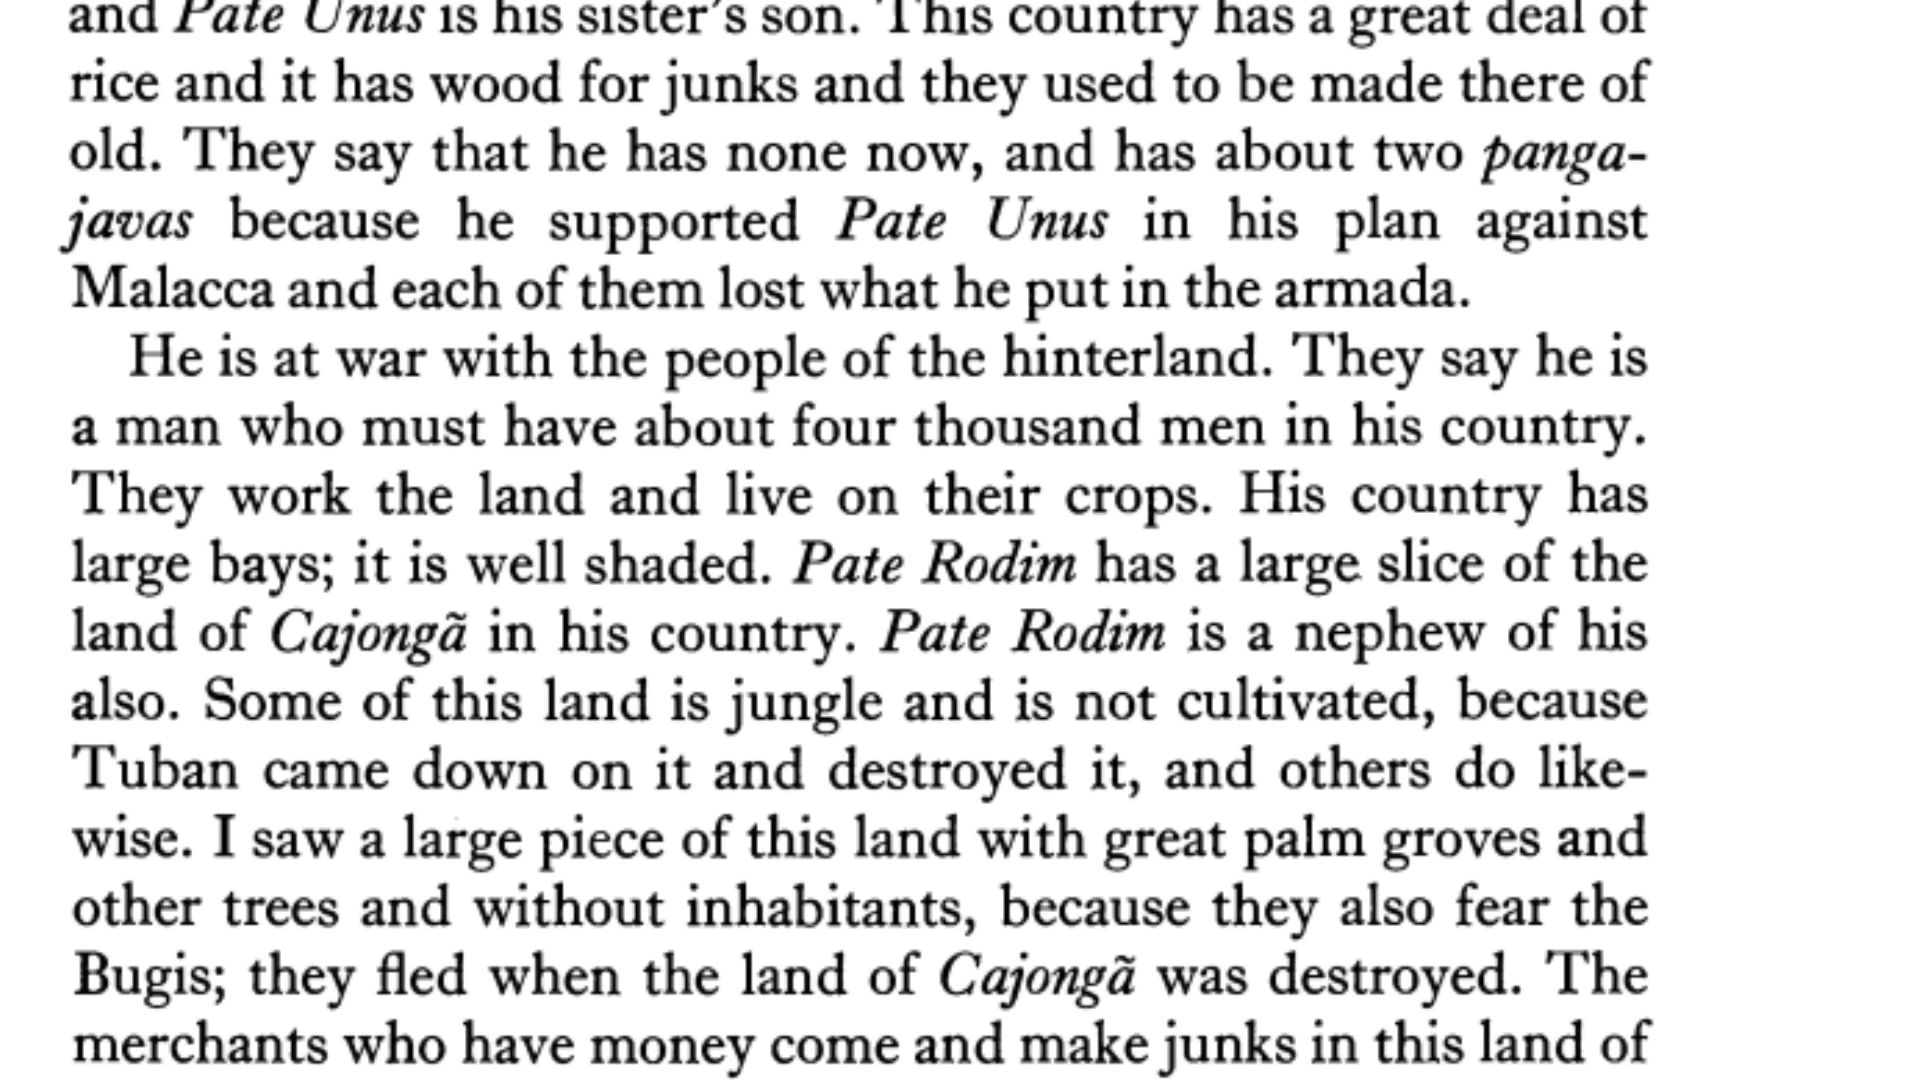 and Pate Unus is his sister's son. This country has a great deal of
rice and it has wood for junks and they used to be made there of
old. They say that he has none now, and has about two panga-
javas because he supported Pate Unus in his plan against
Malacca and each of them lost what he put in the armada.
He is at war with the people of the hinterland. They say he is
a man who must have about four thousand men in his country.
They work the land and live on their crops. His country has
large bays; it is well shaded. Pate Rodim has a large slice of the
land of Cajongã in his country. Pate Rodim is a nephew of his
also. Some of this land is jungle and is not cultivated, because
Tuban came down on it and destroyed it, and others do like-
wise. I saw a large piece of this land with great palm groves and
other trees and without inhabitants, because they also fear the
Bugis; they fled when the land of Cajongã was destroyed. The
merchants who have money come and make junks in this land of